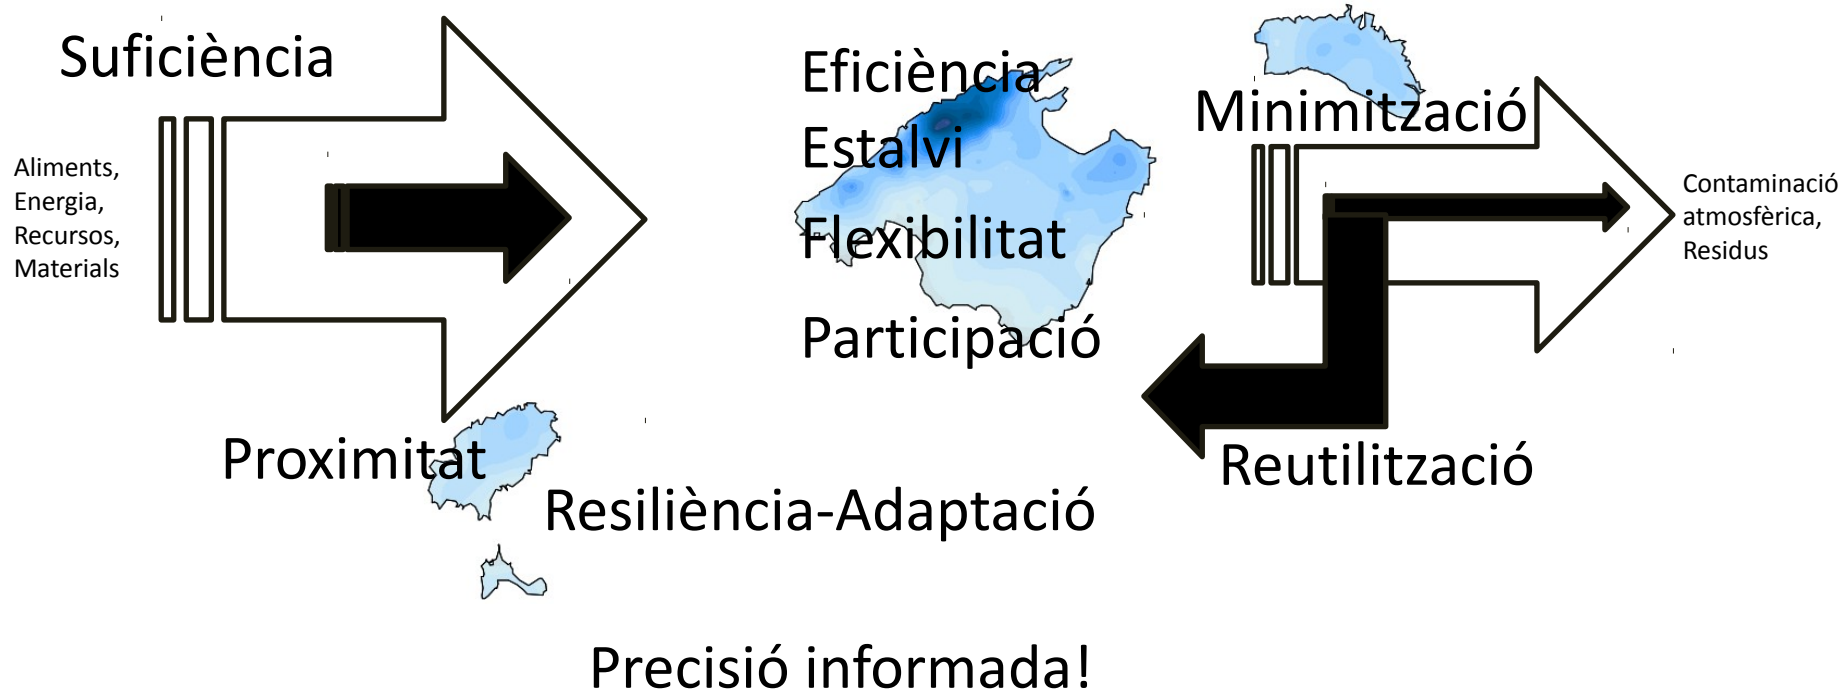 Suficiència
Aliments,
Energia,
Recursos,
Materials
Proximitat
Eficiència
Estalvi
Flexibilitat
Participació
Resiliència-Adaptació
Minimització
Contaminació
atmosfèrica,
Residus
Reutilització
Precisió informada!